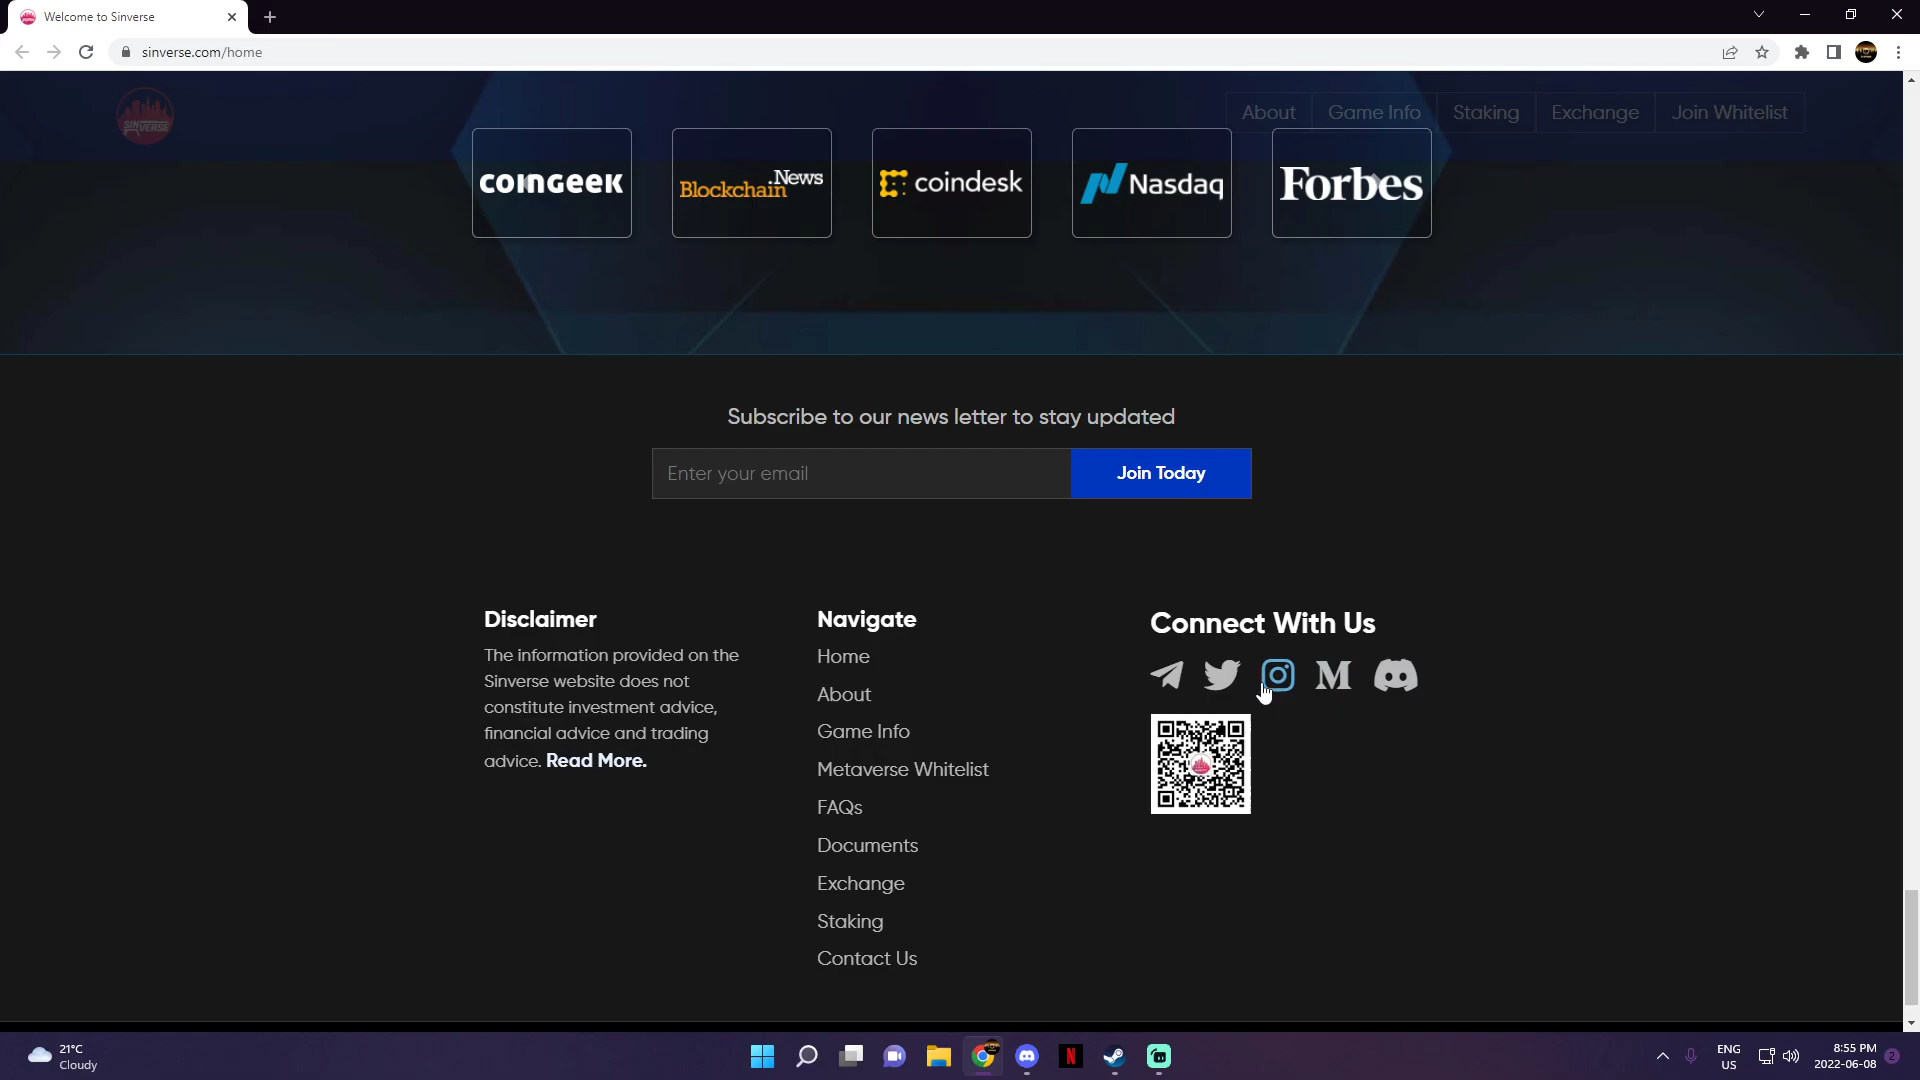 Welcome to Sinverse
sinverse.com/home
SINVERSE
About
Game Info
Staking
Exchange
Join Whitelist
coingeek
Blockchain.News
coindesk
Nasdaq
Forbes
Subscribe to our news letter to stay updated
Enter your email
Join Today
Disclaimer
The information provided on the
Sinverse website does not
constitute investment advice,
financial advice and trading
advice. Read More.
Navigate
Home
About
Game Info
Metaverse Whitelist
FAQs
Documents
Exchange
Staking
Contact Us
Connect With Us
21°C
Cloudy
ENG
US
8:55 PM
2022-06-08
2